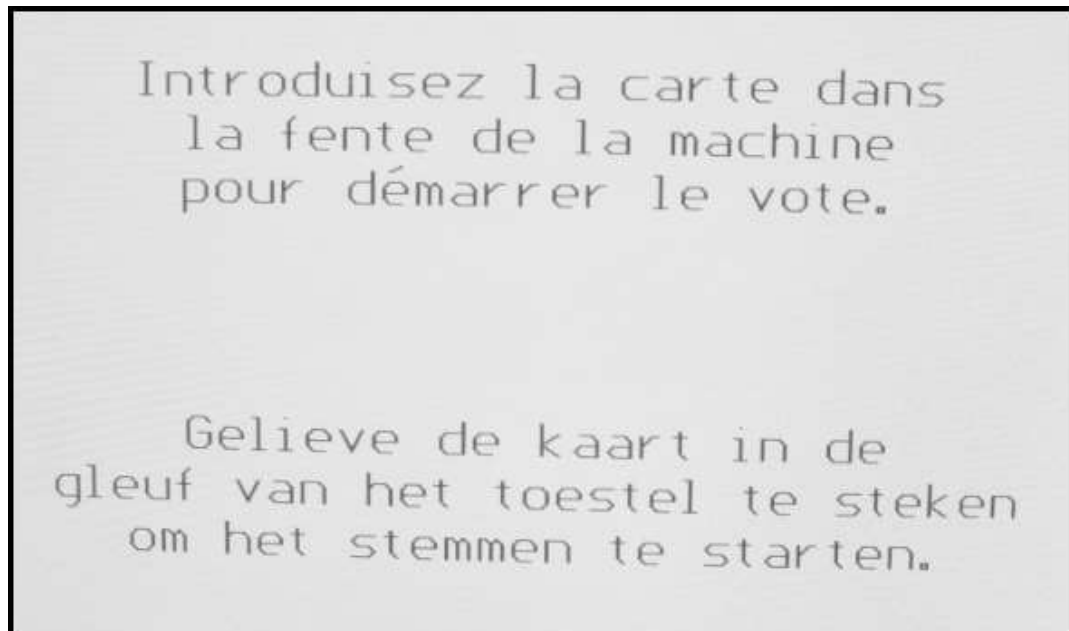 Introduisez la carte dans
la fente de la machine
pour démarrer le vote.
Gelieve de kaart in de
gleuf van het toestel te steken
om het stemmen te starten.